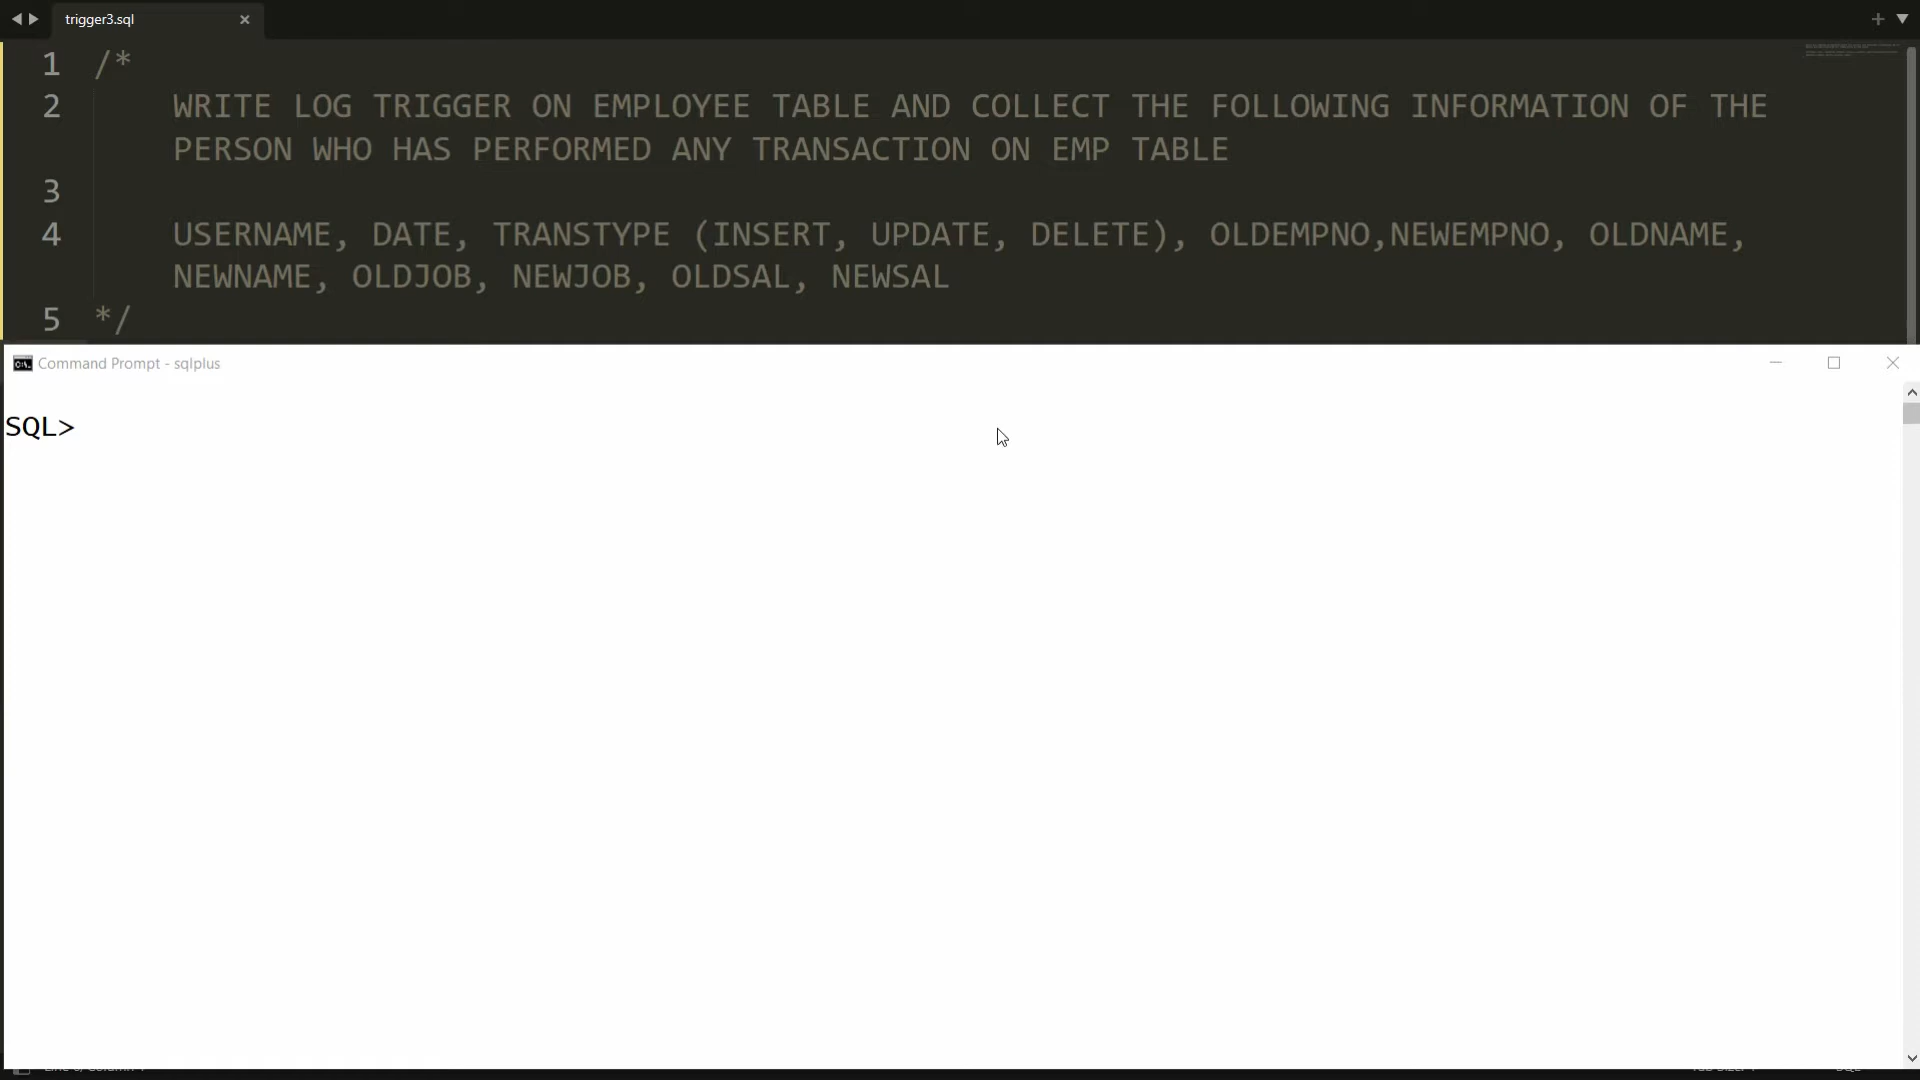 trigger3.sql
1 /*
2 WRITE LOG TRIGGER ON EMPLOYEE TABLE AND COLLECT THE FOLLOWING INFORMATION OF THE
PERSON WHO HAS PERFORMED ANY TRANSACTION ON EMP TABLE
3
4 USERNAME, DATE, TRANSTYPE (INSERT, UPDATE, DELETE), OLDEMPNO,NEWEMPNO, OLDNAME,
NEWNAME, OLDJOB, NEWJOB, OLDSAL, NEWSAL
5 */
Command Prompt - sqlplus
SQL>